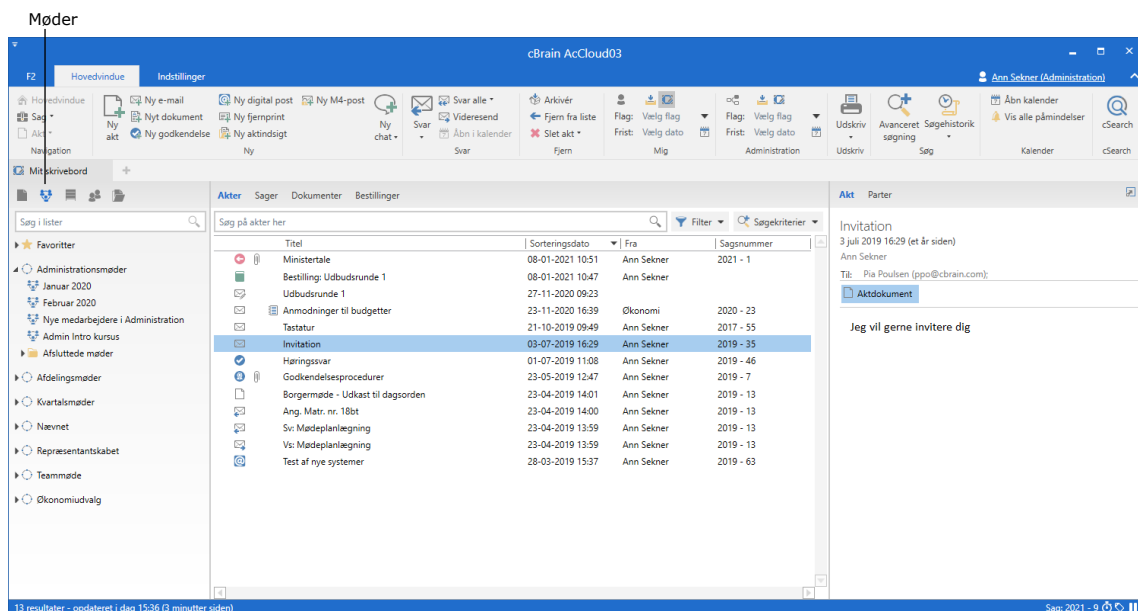 Møder
cBrain AcCloud03
F2 Hovedvindue Indstillinger Ann Sekner (Administration)
Hovedvindue
Sag
Akt
Navigation
Ny akt
Ny e-mail
Nyt dokument
Ny godkendelse
Ny digital post
Ny fjernprint
Ny aktindsigt
Ny M4-post
Ny chat
Ny
Svar
Svar alle
Videresend
Åbn i kalender
Svar
Arkivér
Fjern fra liste
Slet akt
Fjern
Flag: Vælg flag
Frist: Vælg dato
Mig
Flag: Vælg flag
Frist: Vælg dato
Administration
Udskriv
Udskriv
Avanceret søgning
Søgehistorik
Søg
Åbn kalender
Vis alle påmindelser
Kalender
cSearch
cSearch
Mit skrivebord
Søg i lister
Favoritter
Administrationsmøder
Januar 2020
Februar 2020
Nye medarbejdere i Administration
Admin Intro kursus
Afsluttede møder
Afdelingsmøder
Kvartalsmøder
Nævnet
Repræsentantskabet
Teammøde
Økonomiudvalg
Akter Sager Dokumenter Bestillinger
Søg på akter her Filter Søgekriterier
Titel Sorteringsdato Fra Sagsnummer
Ministertale 08-01-2021 10:51 Ann Sekner 2021 - 1
Bestilling: Udbudsrunde 1 08-01-2021 10:47 Ann Sekner
Udbudsrunde 1 27-11-2020 09:23
Anmodninger til budgetter 23-11-2020 16:39 Økonomi 2020 - 23
Tastatur 21-10-2019 09:49 Ann Sekner 2017 - 55
Invitation 03-07-2019 16:29 Ann Sekner 2019 - 35
Høringssvar 01-07-2019 11:08 Ann Sekner 2019 - 46
Godkendelsesprocedurer 23-05-2019 12:47 Ann Sekner 2019 - 7
Borgermøde - Udkast til dagsorden 23-04-2019 14:01 Ann Sekner 2019 - 13
Ang. Matr. nr. 18bt 23-04-2019 14:00 Ann Sekner 2019 - 13
Sv: Mødeplanlægning 23-04-2019 13:59 Ann Sekner 2019 - 13
Vs: Mødeplanlægning 23-04-2019 13:59 Ann Sekner 2019 - 13
Test af nye systemer 28-03-2019 15:37 Ann Sekner 2019 - 63
Akt Parter
Invitation
3 juli 2019 16:29 (et år siden)
Ann Sekner
Til: Pia Poulsen (ppo@cbrain.com);
Aktdokument
Jeg vil gerne invitere dig
13 resultater - opdateret i dag 15:36 (3 minutter siden) Sag: 2021 - 9